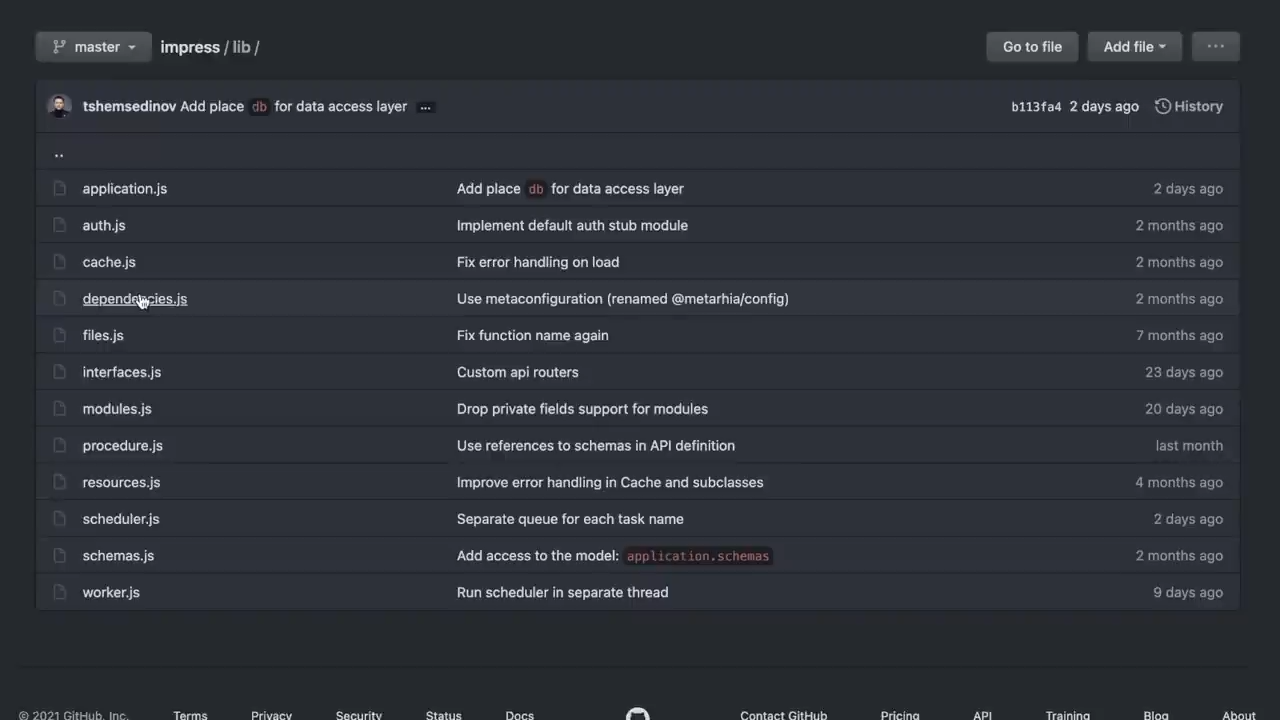 master impress / lib / Go to file Add file ...
tshemsedinov Add place db for data access layer ... b113fa4 2 days ago History
..
application.js Add place db for data access layer 2 days ago
auth.js Implement default auth stub module 2 months ago
cache.js Fix error handling on load 2 months ago
dependencies.js Use metaconfiguration (renamed @metarhia/config) 2 months ago
files.js Fix function name again 7 months ago
interfaces.js Custom api routers 23 days ago
modules.js Drop private fields support for modules 20 days ago
procedure.js Use references to schemas in API definition last month
resources.js Improve error handling in Cache and subclasses 4 months ago
scheduler.js Separate queue for each task name 2 days ago
schemas.js Add access to the model: application.schemas 2 months ago
worker.js Run scheduler in separate thread 9 days ago
© 2021 GitHub, Inc. Terms Privacy Security Status Docs Contact GitHub Pricing API Training Blog About